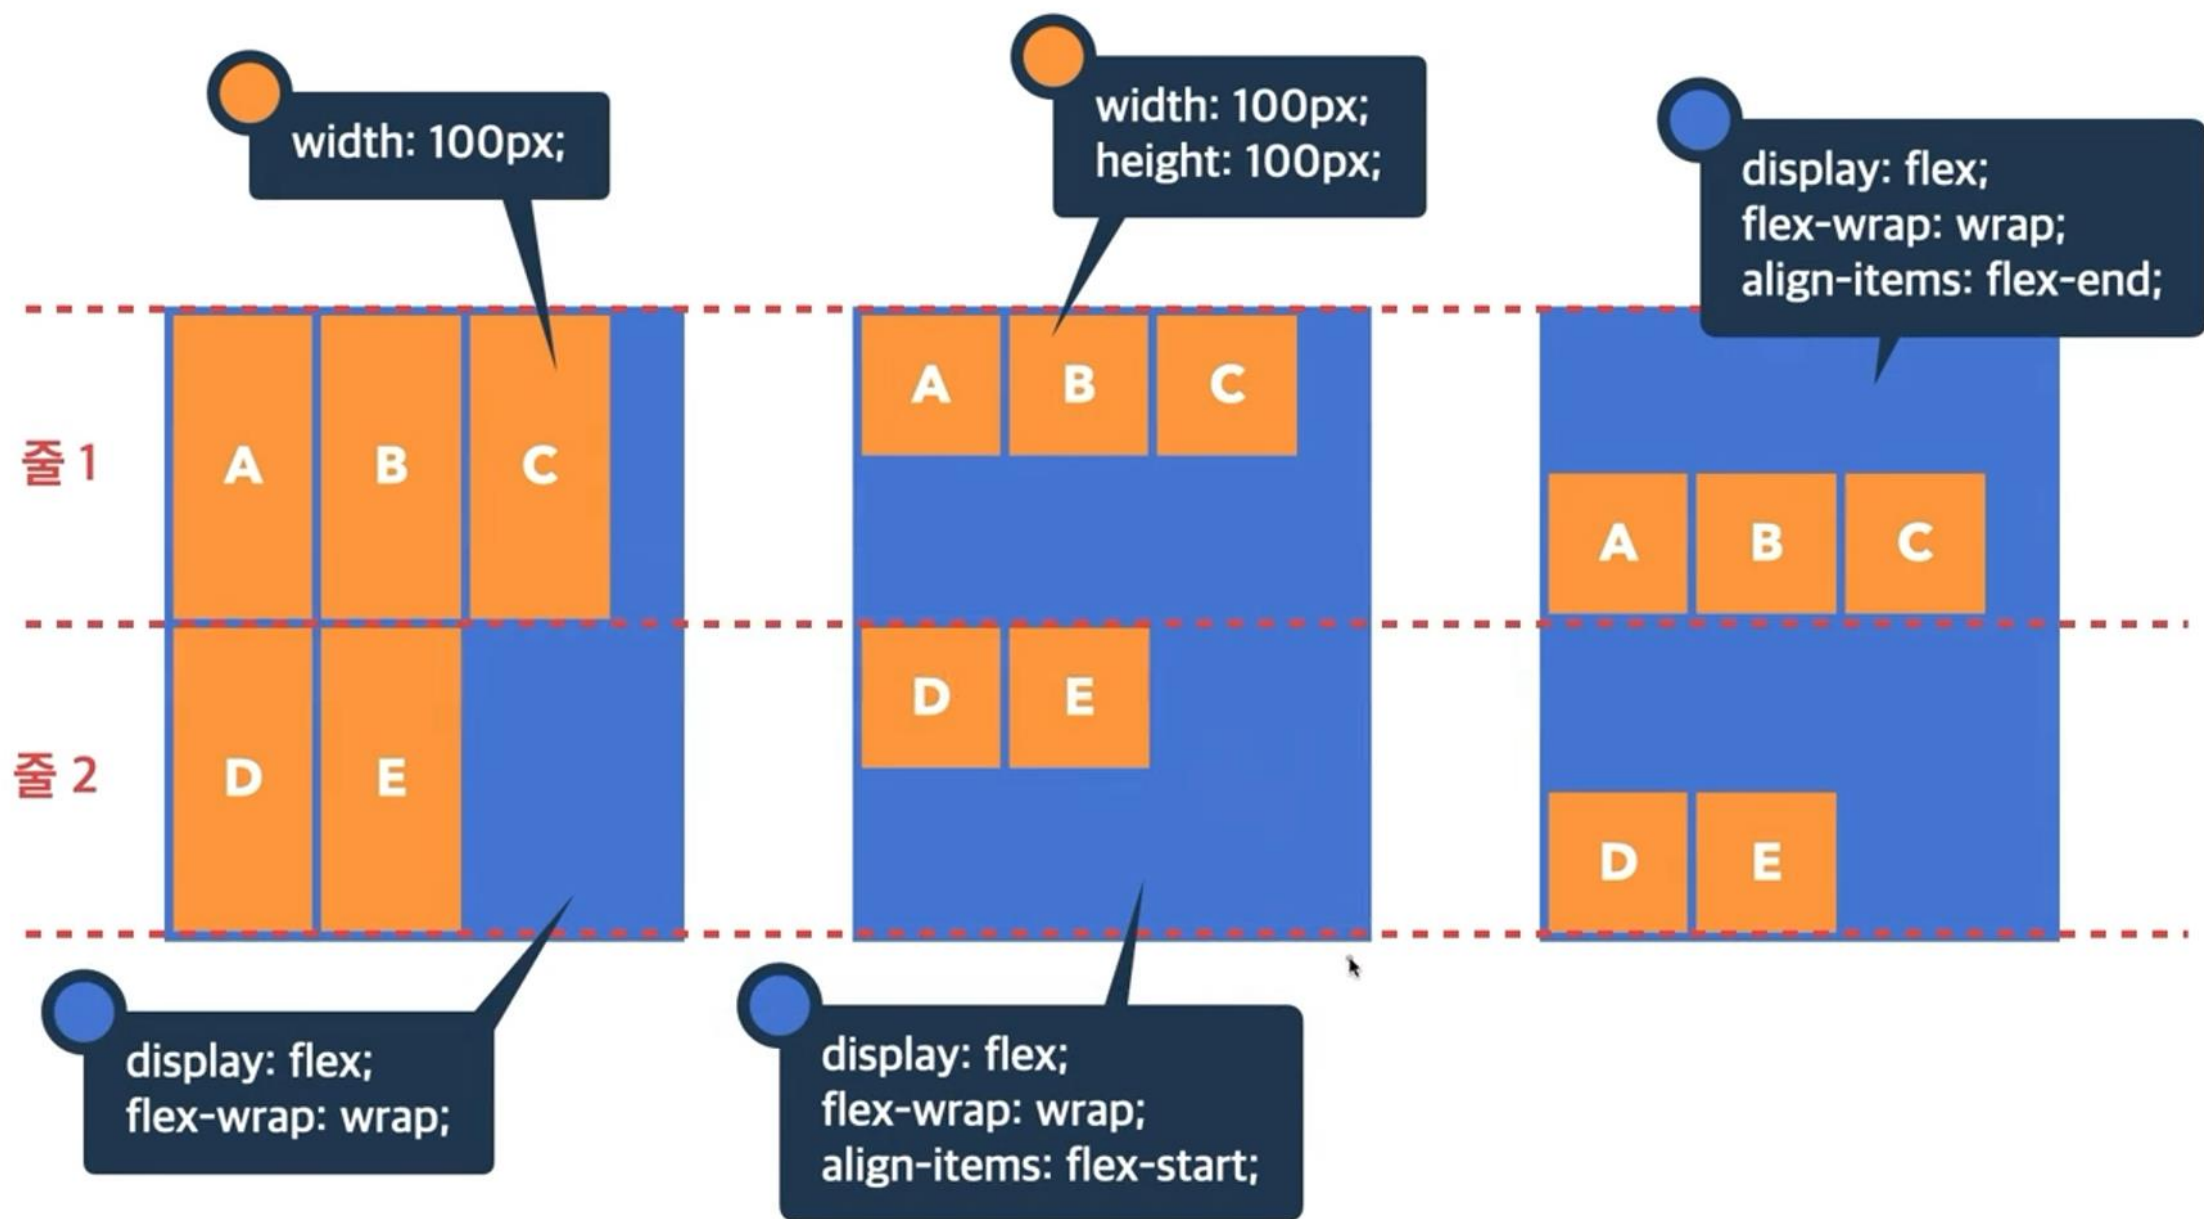 width: 100px;
width: 100px;
height: 100px;
display: flex;
flex-wrap: wrap;
align-items: flex-end;
줄 1
A B C
A B C
A B C
줄 2
D E
D E
D E
display: flex;
flex-wrap: wrap;
display: flex;
flex-wrap: wrap;
align-items: flex-start;